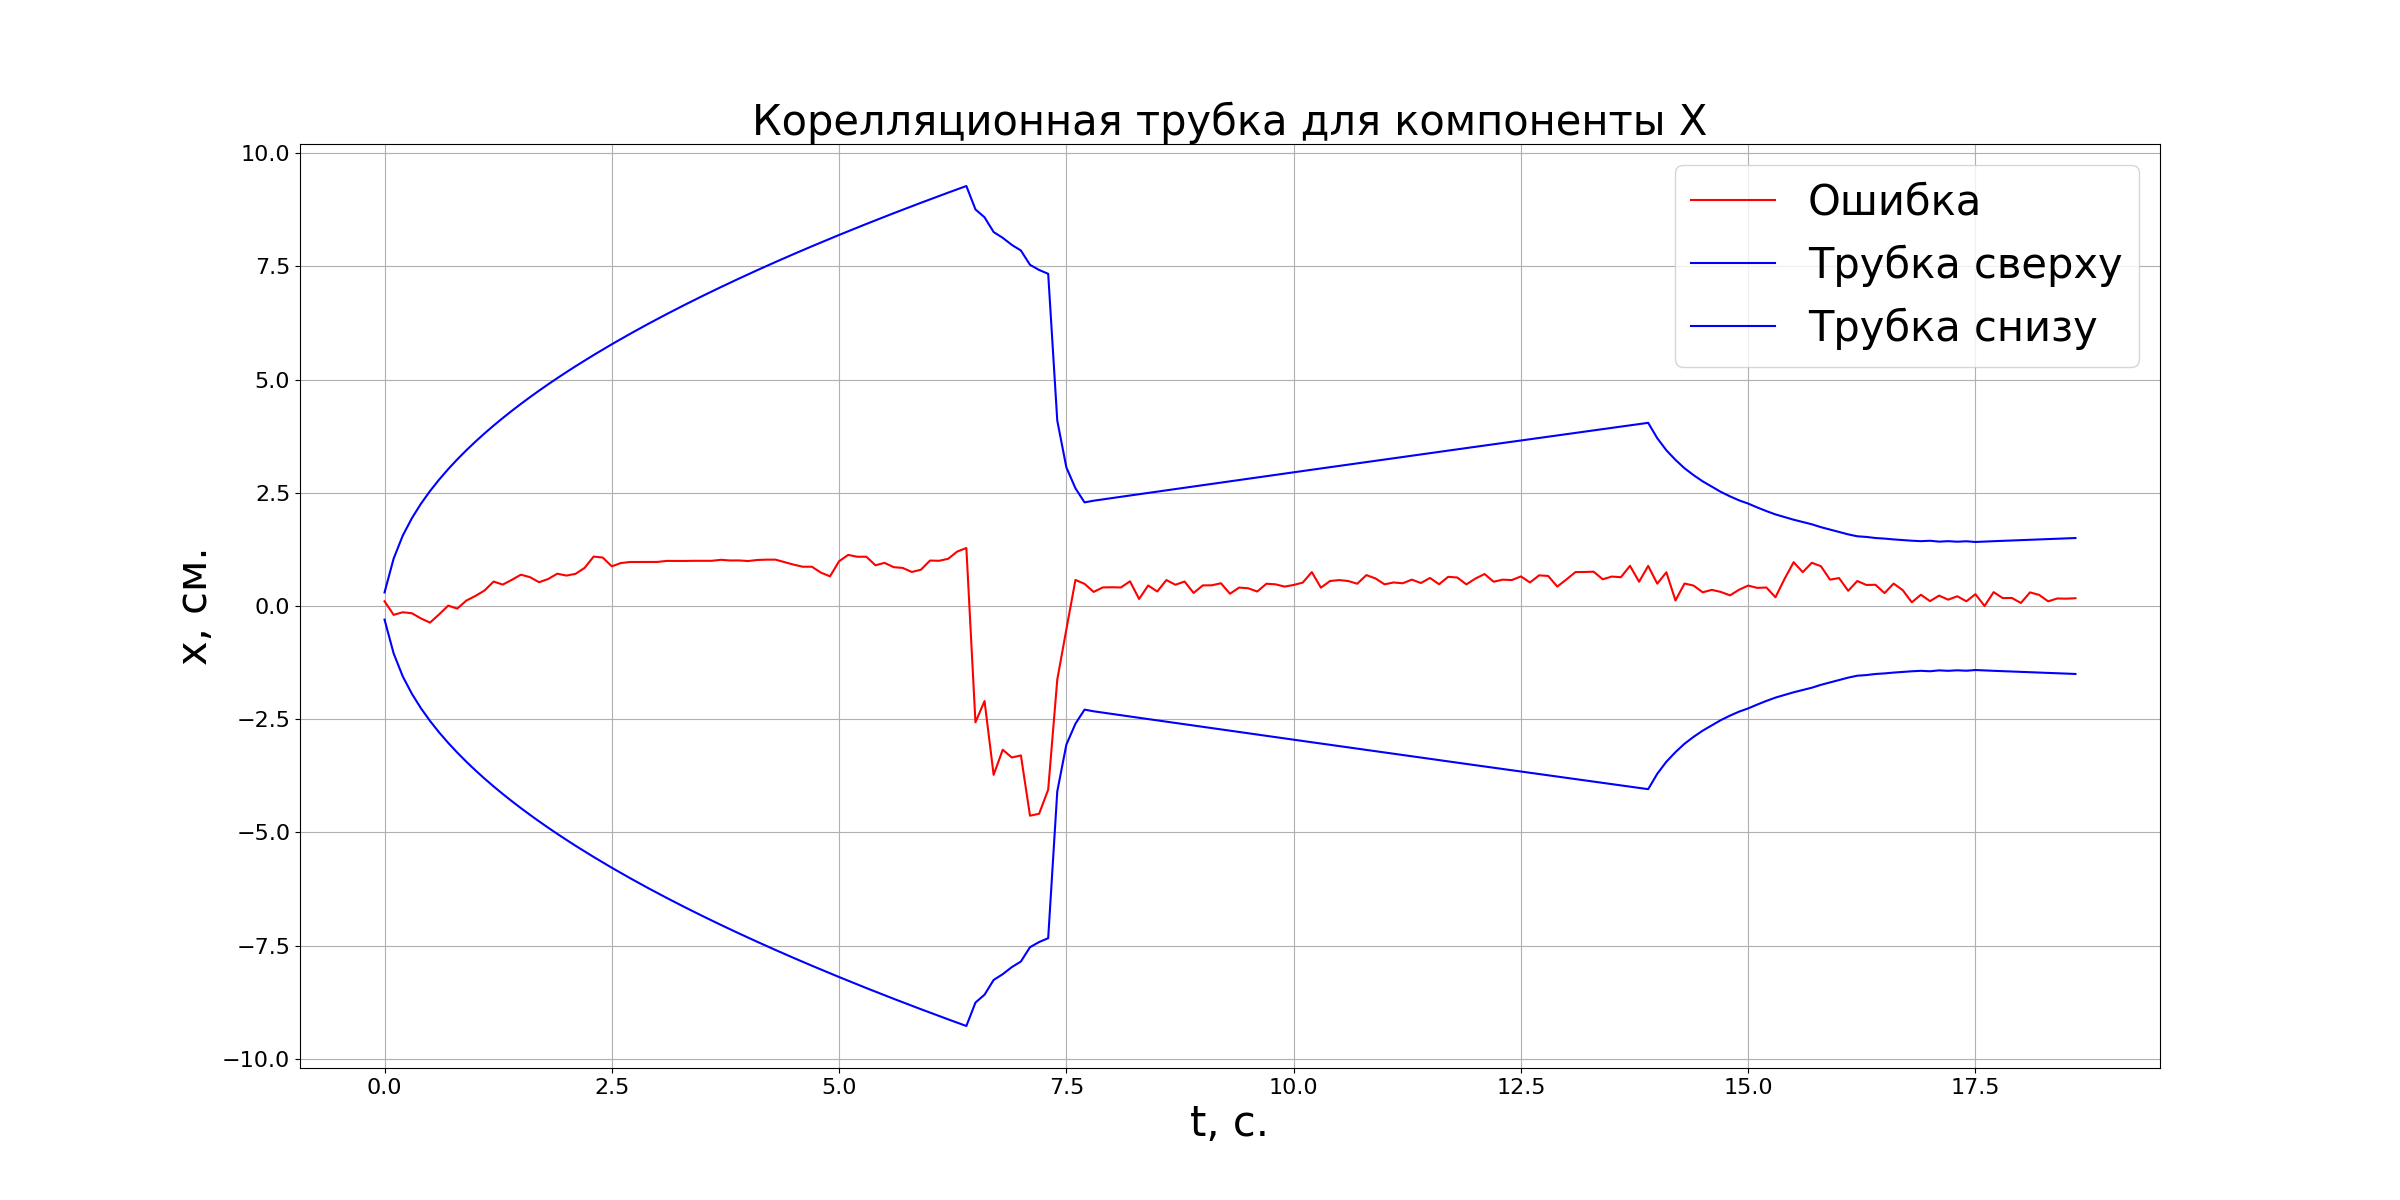 Корелляционная трубка для компоненты X
10.0
7.5
5.0
2.5
0.0
−2.5
−5.0
−7.5
−10.0
x, см.
Ошибка
Трубка сверху
Трубка снизу
0.0 2.5 5.0 7.5 10.0 12.5 15.0 17.5
t, с.